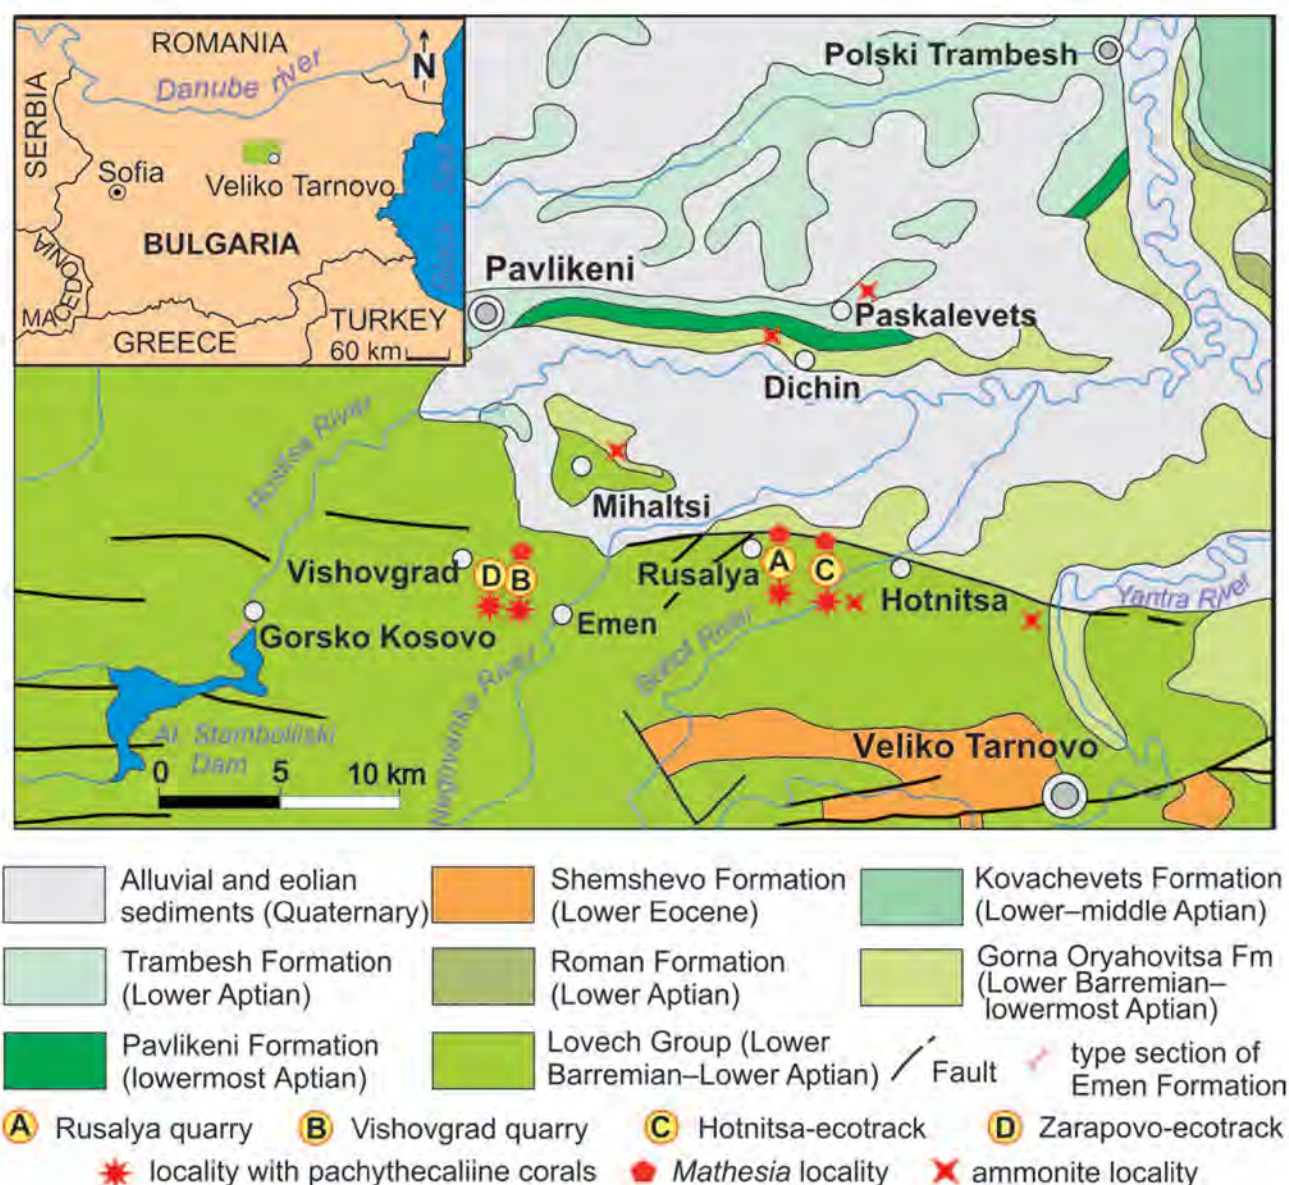 ROMANIA
N
Danube river
SERBIA
Sofia
Veliko Tarnovo
Black Sea
BULGARIA
MACEDONIA
TURKEY
GREECE
60 km
Polski Trambesh
Pavlikeni
Paskalevets
Dichin
Rositsa River
Mihaltsi
Vishovgrad
D
B
Rusalya
A
C
Hotnitsa
Yantra River
Emen
Gorsko Kosovo
Bohot River
Negovanka River
Al. Stamboliiski
Dam
Veliko Tarnovo
0 5 10 km
Alluvial and eolian
sediments (Quaternary)
Shemshevo Formation
(Lower Eocene)
Kovachevets Formation
(Lower–middle Aptian)
Trambesh Formation
(Lower Aptian)
Roman Formation
(Lower Aptian)
Gorna Oryahovitsa Fm
(Lower Barremian–
lowermost Aptian)
Pavlikeni Formation
(lowermost Aptian)
Lovech Group (Lower
Barremian–Lower Aptian)
Fault
type section of
Emen Formation
A Rusalya quarry
B Vishovgrad quarry
C Hotnitsa-ecotrack
D Zarapovo-ecotrack
locality with pachythecaliine corals
Mathesia locality
ammonite locality